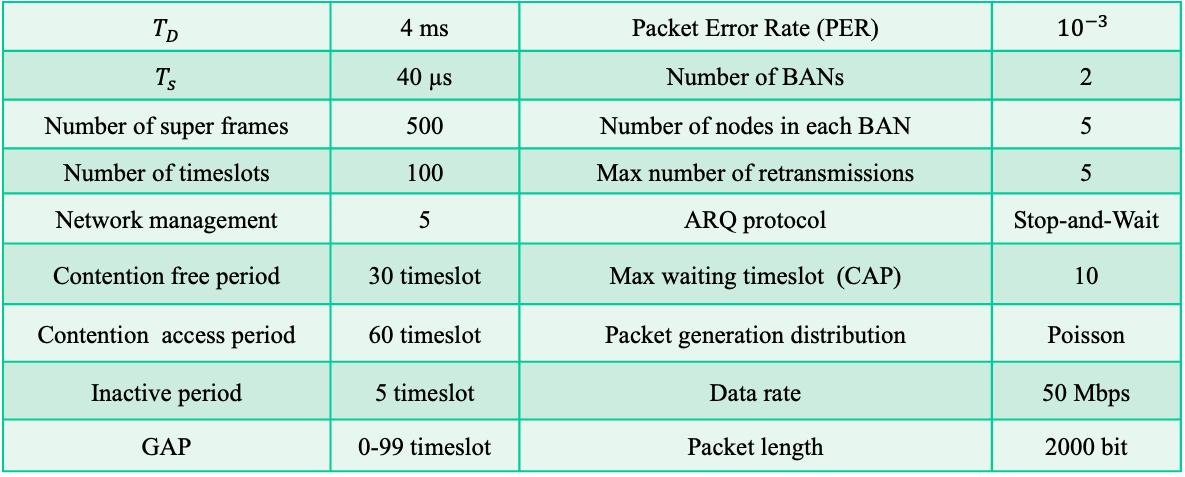 T_D 4 ms Packet Error Rate (PER) 10⁻³
T_s 40 μs Number of BANs 2
Number of super frames 500 Number of nodes in each BAN 5
Number of timeslots 100 Max number of retransmissions 5
Network management 5 ARQ protocol Stop-and-Wait
Contention free period 30 timeslot Max waiting timeslot (CAP) 10
Contention access period 60 timeslot Packet generation distribution Poisson
Inactive period 5 timeslot Data rate 50 Mbps
GAP 0-99 timeslot Packet length 2000 bit